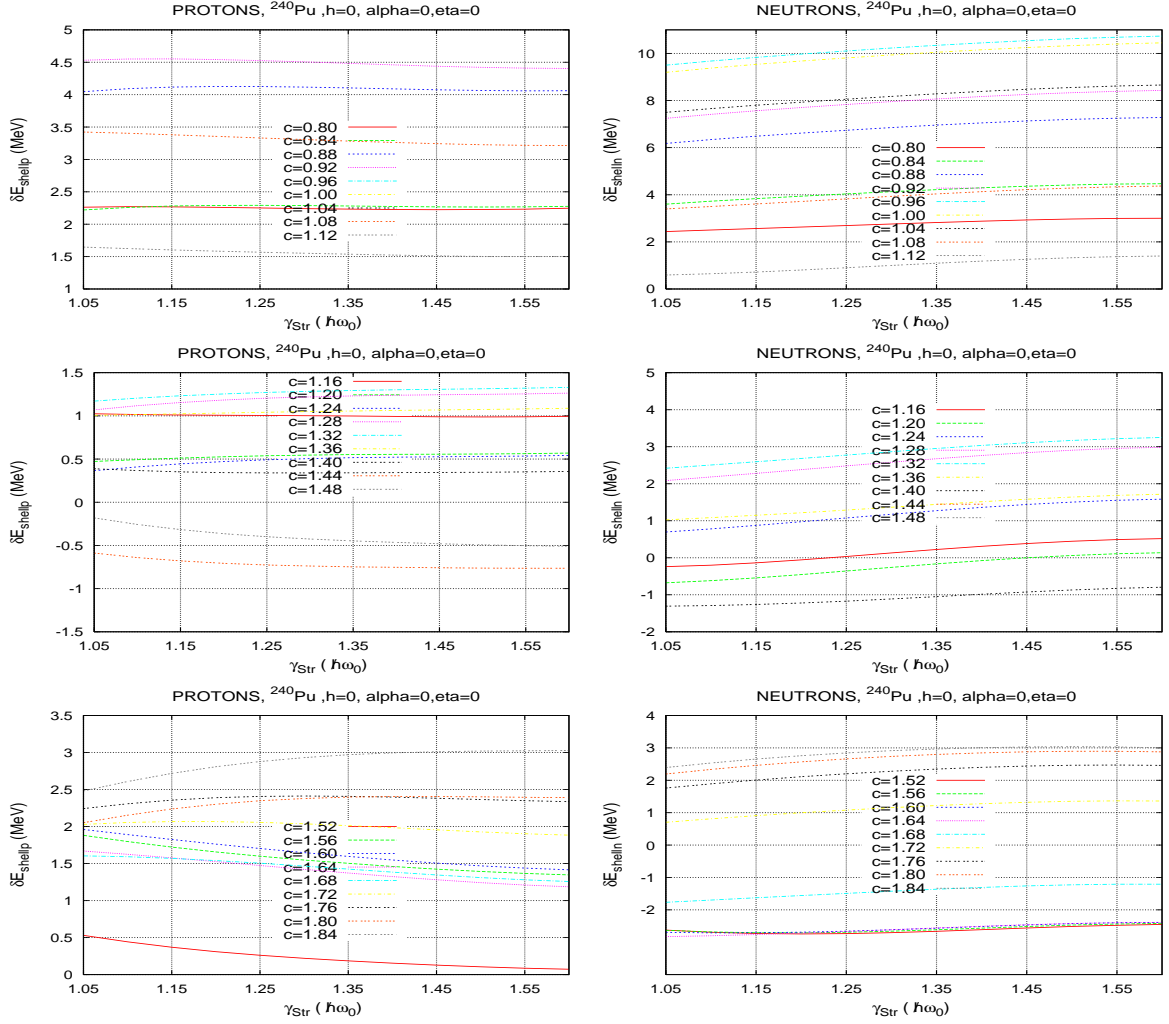 PROTONS, ²⁴⁰Pu ,h=0, alpha=0,eta=0
δE_shellp (MeV)
5
4.5
4
3.5
3
2.5
2
1.5
1
c=0.80
c=0.84
c=0.88
c=0.92
c=0.96
c=1.00
c=1.04
c=1.08
c=1.12
1.05 1.15 1.25 1.35 1.45 1.55
γ_Str ( ℏω₀)
NEUTRONS, ²⁴⁰Pu ,h=0, alpha=0,eta=0
δE_shelln (MeV)
10
8
6
4
2
0
c=0.80
c=0.84
c=0.88
c=0.92
c=0.96
c=1.00
c=1.04
c=1.08
c=1.12
1.05 1.15 1.25 1.35 1.45 1.55
γ_Str ( ℏω₀)
PROTONS, ²⁴⁰Pu ,h=0, alpha=0,eta=0
δE_shellp (MeV)
1.5
1
0.5
0
-0.5
-1
-1.5
c=1.16
c=1.20
c=1.24
c=1.28
c=1.32
c=1.36
c=1.40
c=1.44
c=1.48
1.05 1.15 1.25 1.35 1.45 1.55
γ_Str ( ℏω₀)
NEUTRONS, ²⁴⁰Pu ,h=0, alpha=0,eta=0
δE_shelln (MeV)
5
4
3
2
1
0
-1
-2
c=1.16
c=1.20
c=1.24
c=1.28
c=1.32
c=1.36
c=1.40
c=1.44
c=1.48
1.05 1.15 1.25 1.35 1.45 1.55
γ_Str ( ℏω₀)
PROTONS, ²⁴⁰Pu ,h=0, alpha=0,eta=0
δE_shellp (MeV)
3.5
3
2.5
2
1.5
1
0.5
0
c=1.52
c=1.56
c=1.60
c=1.64
c=1.68
c=1.72
c=1.76
c=1.80
c=1.84
1.05 1.15 1.25 1.35 1.45 1.55
γ_Str ( ℏω₀)
NEUTRONS, ²⁴⁰Pu ,h=0, alpha=0,eta=0
δE_shelln (MeV)
4
3
2
1
0
-1
-2
c=1.52
c=1.56
c=1.60
c=1.64
c=1.68
c=1.72
c=1.76
c=1.80
c=1.84
1.05 1.15 1.25 1.35 1.45 1.55
γ_Str ( ℏω₀)